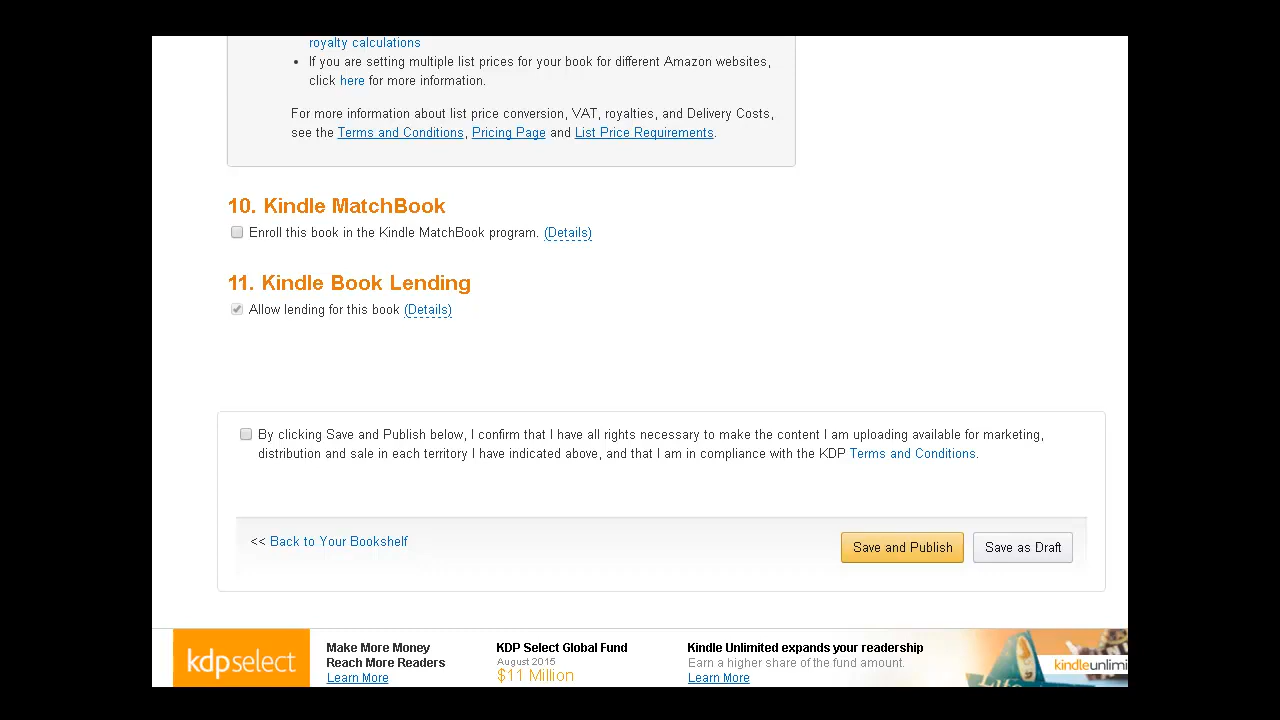 royalty calculations
• If you are setting multiple list prices for your book for different Amazon websites,
click here for more information.
For more information about list price conversion, VAT, royalties, and Delivery Costs,
see the Terms and Conditions, Pricing Page and List Price Requirements.
10. Kindle MatchBook
Enroll this book in the Kindle MatchBook program. (Details)
11. Kindle Book Lending
Allow lending for this book (Details)
By clicking Save and Publish below, I confirm that I have all rights necessary to make the content I am uploading available for marketing,
distribution and sale in each territory I have indicated above, and that I am in compliance with the KDP Terms and Conditions.
<< Back to Your Bookshelf
Save and Publish
Save as Draft
kdpselect
Make More Money
Reach More Readers
Learn More
KDP Select Global Fund
August 2015
$11 Million
Kindle Unlimited expands your readership
Earn a higher share of the fund amount
Learn More
kindleunlimi